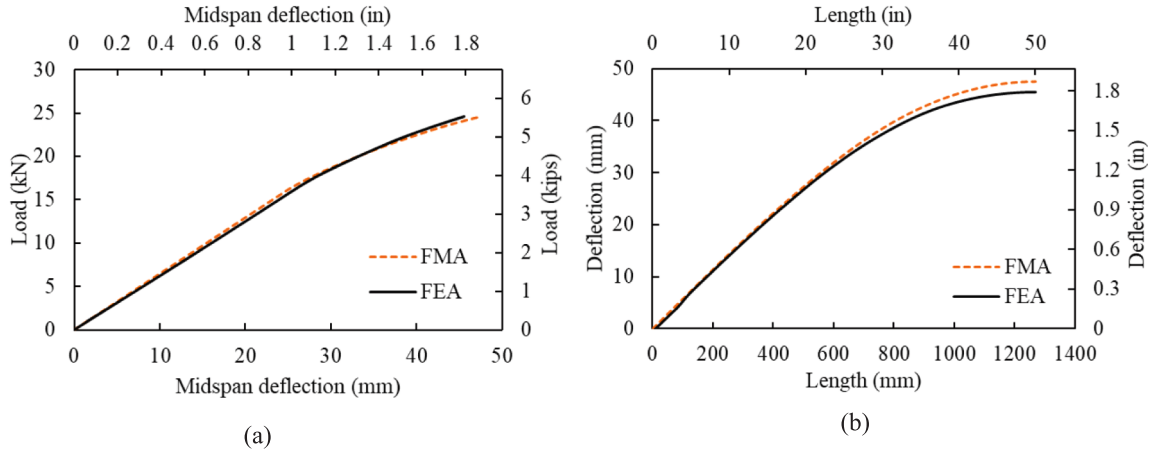 Midspan deflection (in)
0 0.2 0.4 0.6 0.8 1 1.2 1.4 1.6 1.8
30
25
20
15
10
5
0
Load (kN)
6
5
4
3
2
1
0
Load (kips)
FMA
FEA
0 10 20 30 40 50
Midspan deflection (mm)
(a)
Length (in)
0 10 20 30 40 50
50
40
30
20
10
0
Deflection (mm)
1.8
1.5
1.2
0.9
0.6
0.3
0
Deflection (in)
FMA
FEA
0 200 400 600 800 1000 1200 1400
Length (mm)
(b)